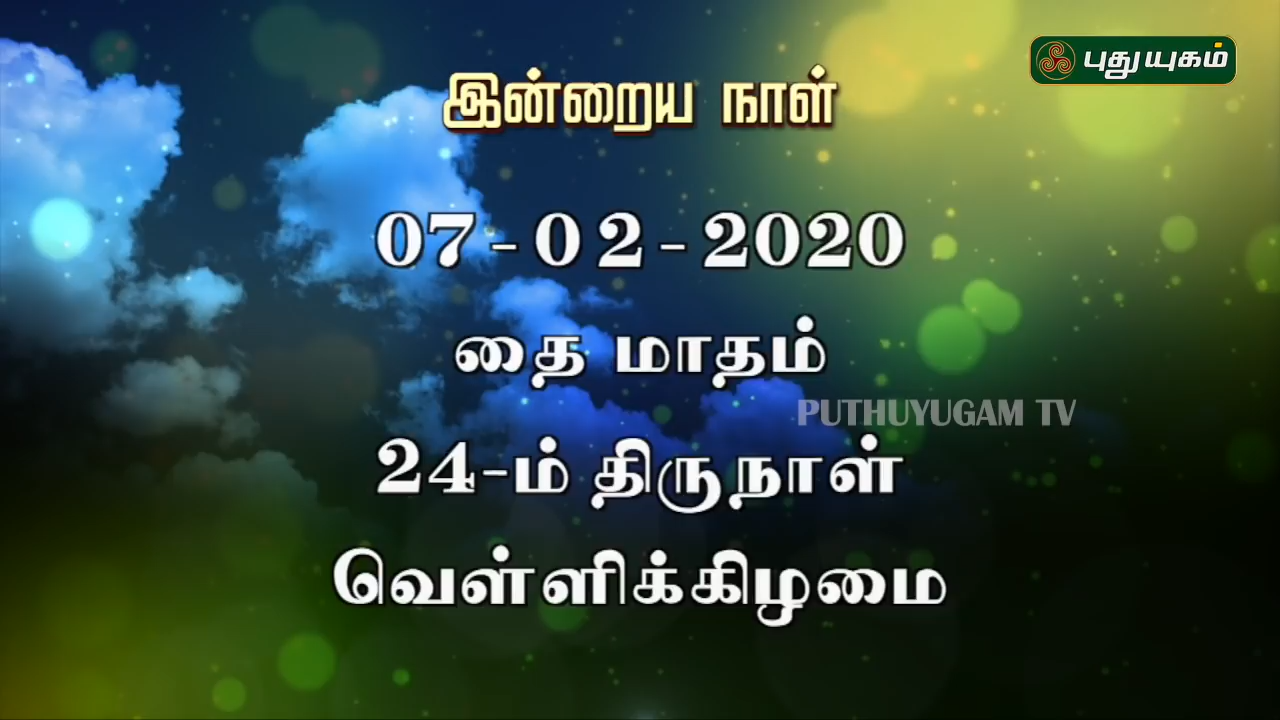 புதுயுகம்
இன்றைய நாள்
07-02-2020
தை மாதம்
PUTHUYUGAM TV
24-ம் திருநாள்
வெள்ளிக்கிழமை